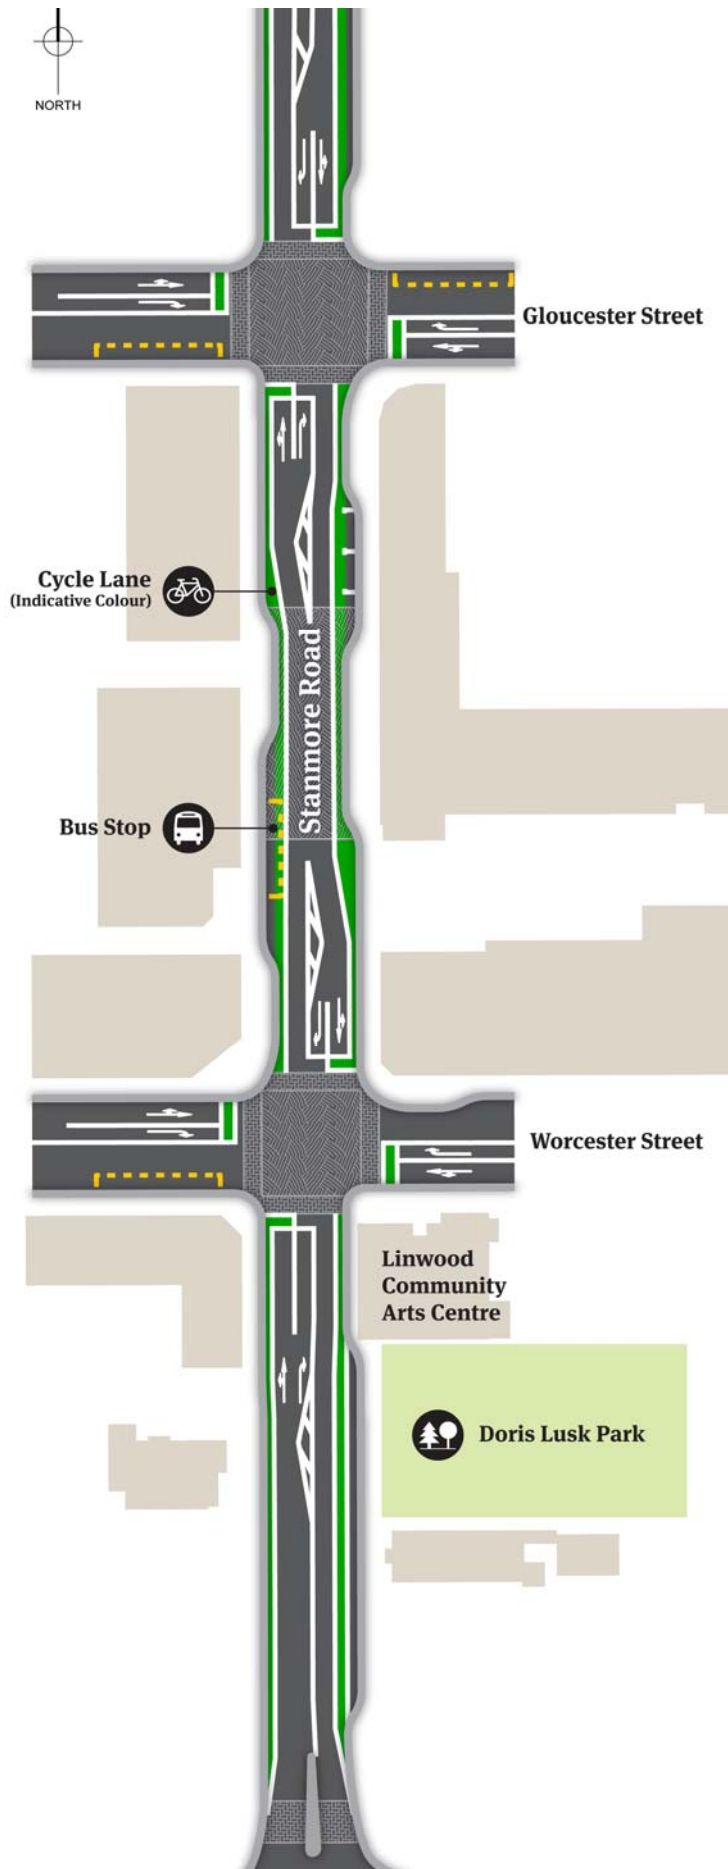 NORTH
Gloucester Street
Cycle Lane
(Indicative Colour)
Stanmore Road
Bus Stop
Worcester Street
Linwood
Community
Arts Centre
Doris Lusk Park